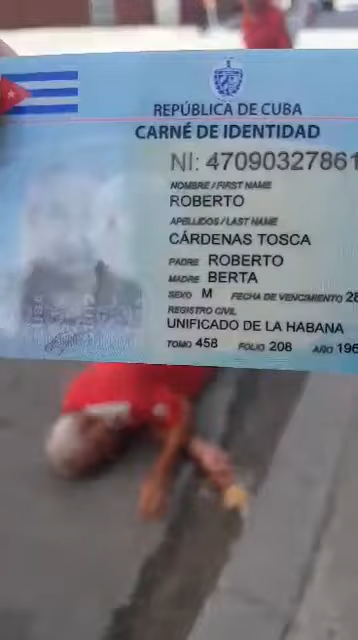 REPÚBLICA DE CUBA
CARNÉ DE IDENTIDAD
NI: 47090327861
NOMBRE / FIRST NAME
ROBERTO
APELLIDOS / LAST NAME
CÁRDENAS TOSCA
PADRE ROBERTO
MADRE BERTA
SEXO M FECHA DE VENCIMIENTO 28
REGISTRO CIVIL
UNIFICADO DE LA HABANA
TOMO 458 FOLIO 208 AÑO 196